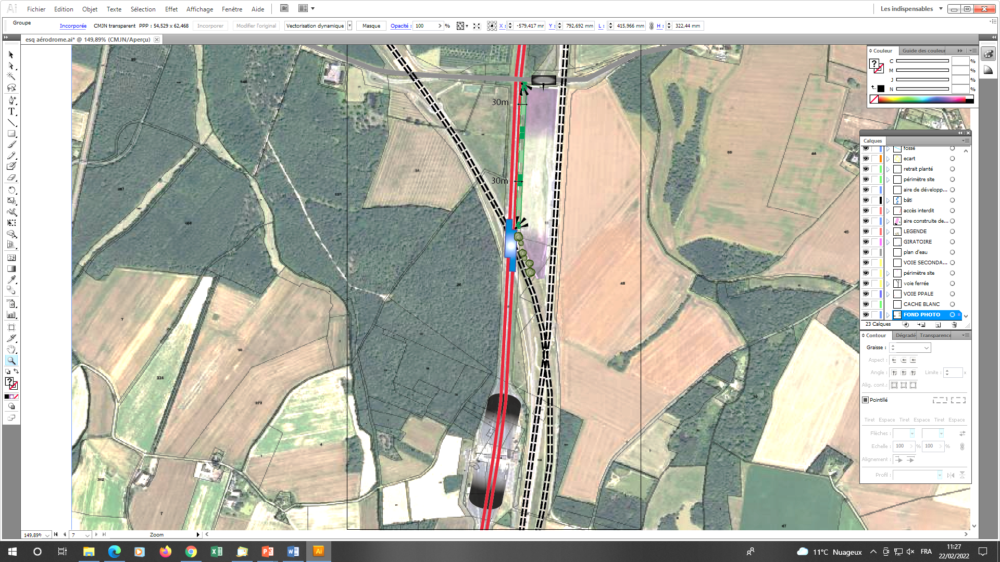 Ai Fichier Edition Objet Texte Sélection Effet Affichage Fenêtre Aide Br Les indispensables
Groupe Incorporée CMJN transparent PPP : 54,529 x 62,468 Incorporer Modifier l'original Vectorisation dynamique Masque Opacité : 100 % X : -579,417 mr Y : 792,692 mm L : 415,966 mm H : 322,44 mm
esq aérodrome.ai* @ 149,89% (CMJN/Aperçu)
30m
30m
Couleur Guide des couleur
C %
M %
J %
N %
Calques
fossé
ecart
retrait planté
périmètre site
aire de développ...
bâti
accès interdit
aire construite de...
LEGENDE
GIRATOIRE
plan d'eau
VOIE SECONDA...
périmètre site
voie ferrée
VOIE PPALE
CACHE BLANC
FOND PHOTO
23 Calques
Contour Dégradé Transparence
Graisse :
Aspect :
Angle : Limite : x
Alig. cont.:
Pointillé
Tiret Espace Tiret Espace Tiret Espace
Flèches :
Echelle : 100 % 100 %
Alignement :
Profil :
149,89% 7 Zoom
11°C Nuageux FRA 11:27
22/02/2022